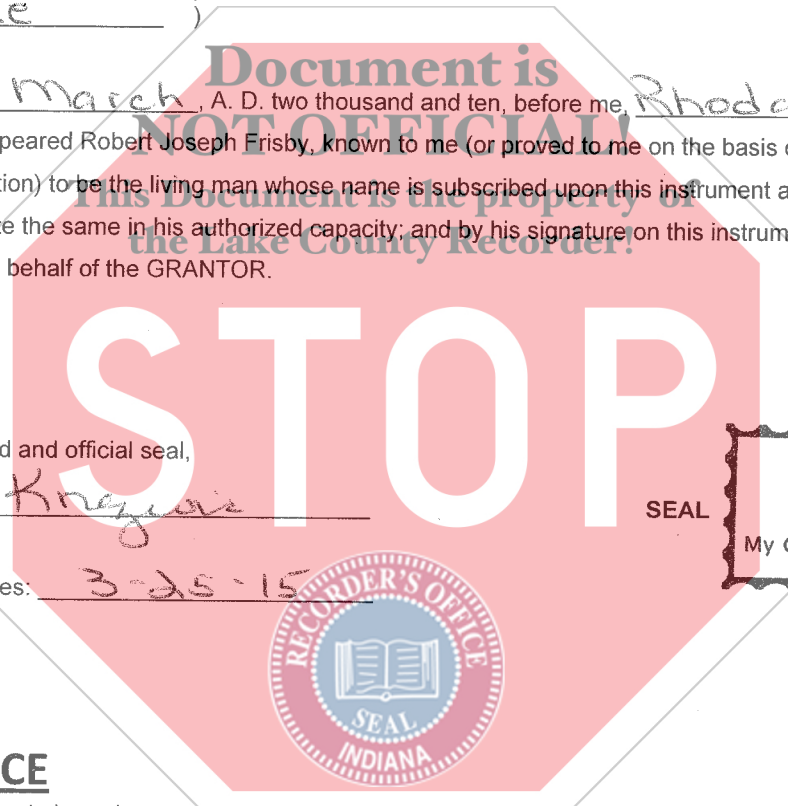 )
Document is
March, A. D. two thousand and ten, before me, Rhoda
NOT OFFICIAL!
peared Robert Joseph Frisby, known to me (or proved to me on the basis
tion) to be the living man whose name is subscribed upon this instrument a
This Document is the property of
te the same in his authorized capacity; and by his signature on this instrum
the Lake County Recorder!
behalf of the GRANTOR.
STOP
d and official seal,
SEAL
My
es: 3-25-15
RECORDER'S OFFICE
SEAL
INDIANA
CE